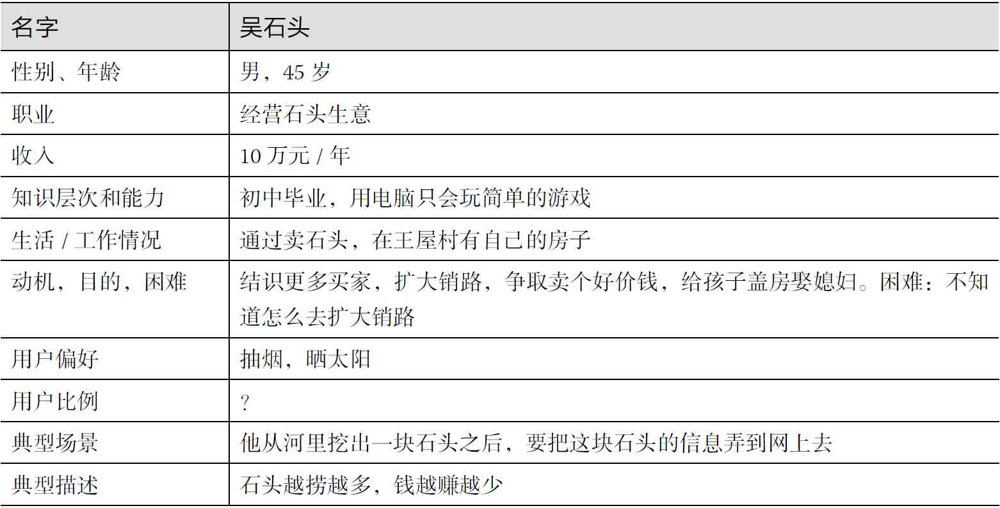 名字 吴石头
性别、年龄 男，45 岁
职业 经营石头生意
收入 10 万元 / 年
知识层次和能力 初中毕业，用电脑只会玩简单的游戏
生活 / 工作情况 通过卖石头，在王屋村有自己的房子
动机，目的，困难 结识更多买家，扩大销路，争取卖个好价钱，给孩子盖房娶媳妇。困难：不知
道怎么去扩大销路
用户偏好 抽烟，晒太阳
用户比例 ？
典型场景 他从河里挖出一块石头之后，要把这块石头的信息弄到网上去
典型描述 石头越捞越多，钱越赚越少